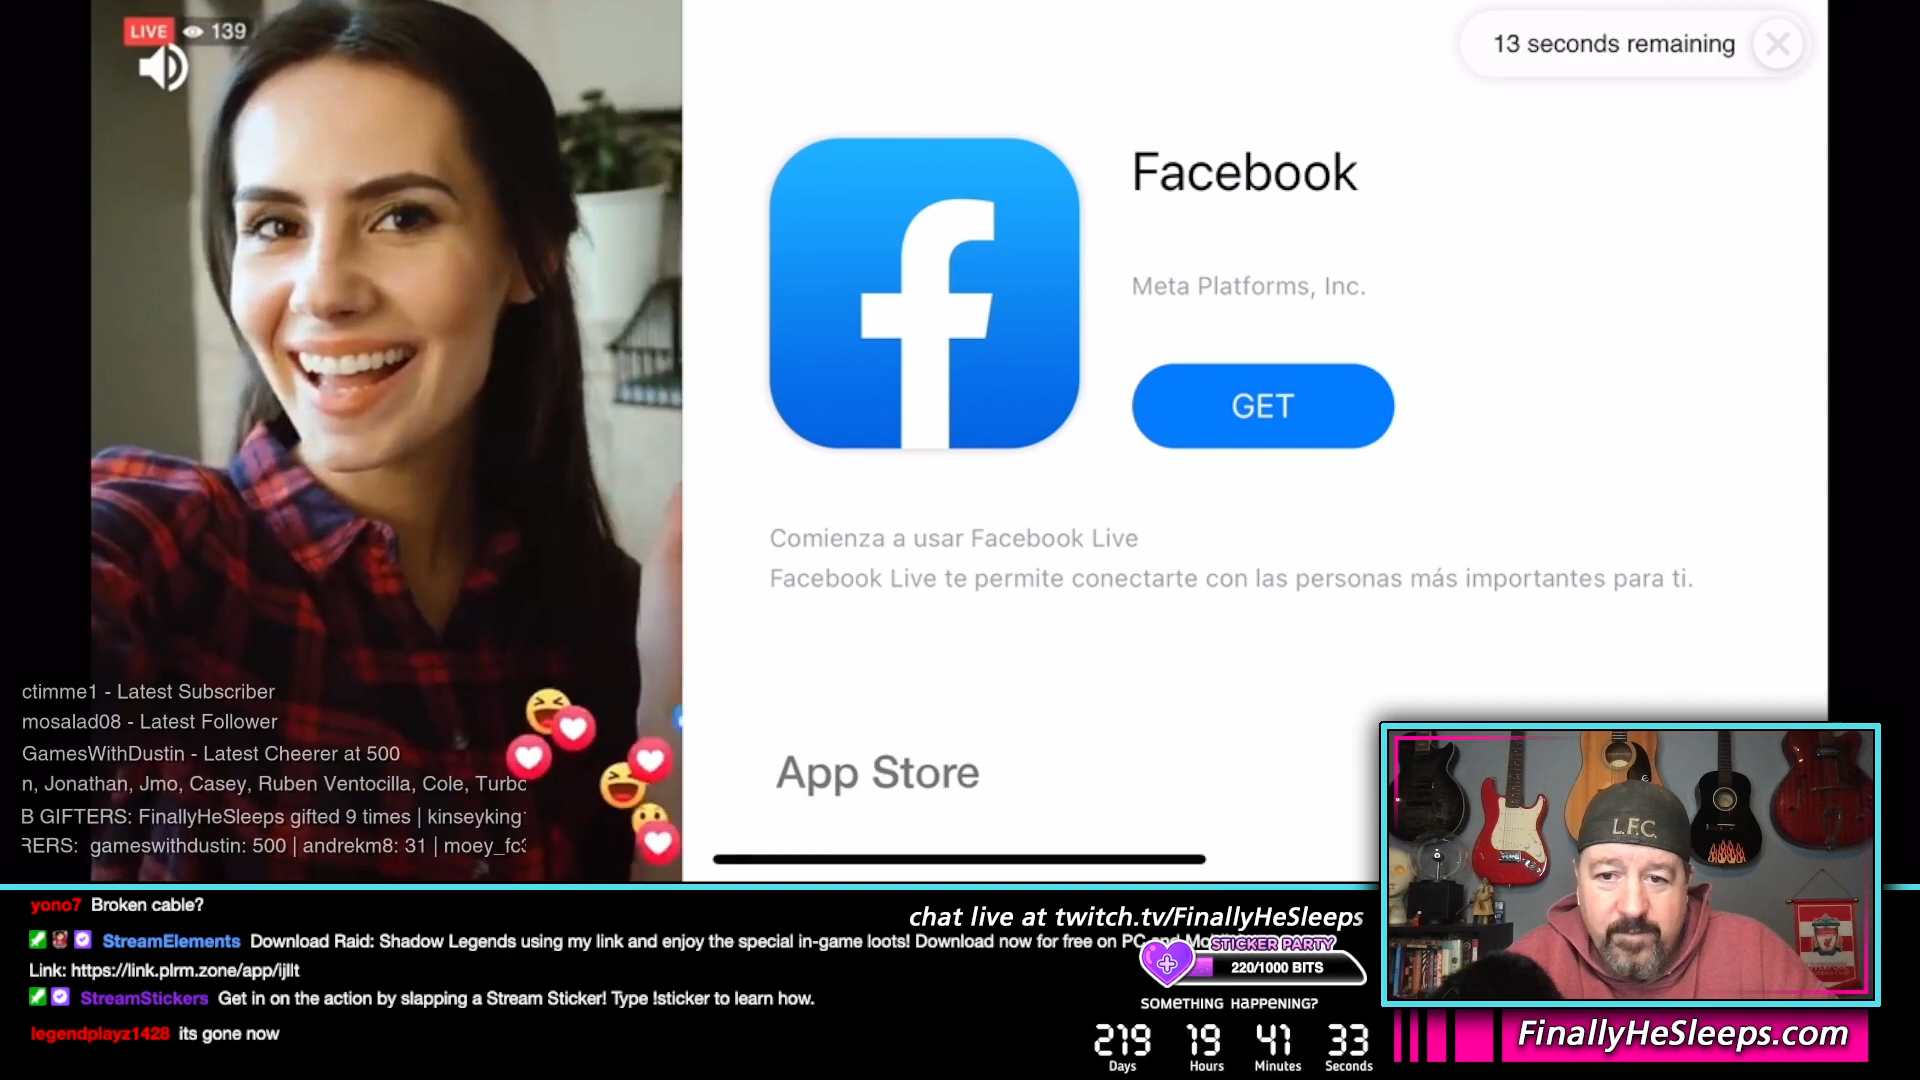 LIVE 139
13 seconds remaining
Facebook
Meta Platforms, Inc.
GET
Comienza a usar Facebook Live
Facebook Live te permite conectarte con las personas más importantes para ti.
App Store
ctimme1 - Latest Subscriber
mosalad08 - Latest Follower
GamesWithDustin - Latest Cheerer at 500
n, Jonathan, Jmo, Casey, Ruben Ventocilla, Cole, Turbo
B GIFTERS: FinallyHeSleeps gifted 9 times | kinseyking
RERS: gameswithdustin: 500 | andrekm8: 31 | moey_fc
L.F.C.
yono7 Broken cable?
StreamElements Download Raid: Shadow Legends using my link and enjoy the special in-game loots! Download now for free on PC and
Link: https://link.plrm.zone/app/ijllt
StreamStickers Get in on the action by slapping a Stream Sticker! Type !sticker to learn how.
legendplayz1428 its gone now
chat live at twitch.tv/FinallyHeSleeps
STICKER PARTY
220/1000 BITS
SOMETHING HAPPENING?
219 19 41 33
Days Hours Minutes Seconds
FinallyHeSleeps.com